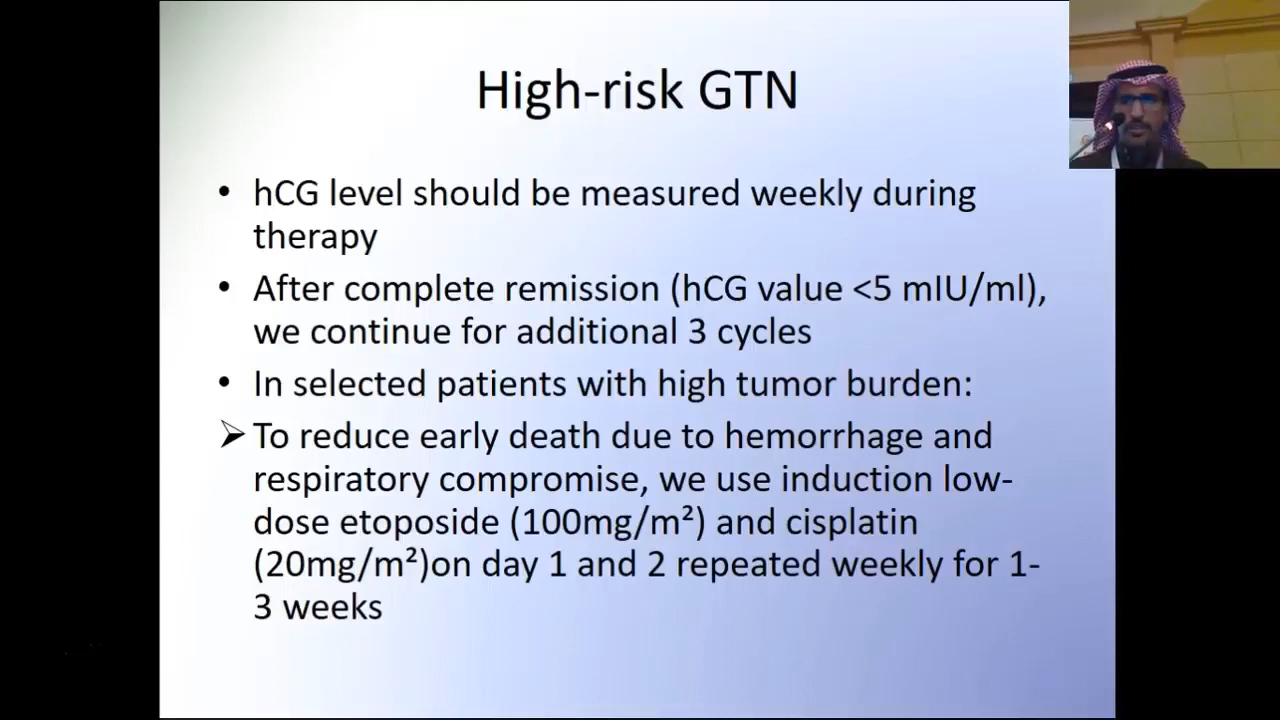 High-risk GTN
• hCG level should be measured weekly during
therapy
• After complete remission (hCG value <5 mIU/ml),
we continue for additional 3 cycles
• In selected patients with high tumor burden:
➢ To reduce early death due to hemorrhage and
respiratory compromise, we use induction low-
dose etoposide (100mg/m²) and cisplatin
(20mg/m²)on day 1 and 2 repeated weekly for 1-
3 weeks